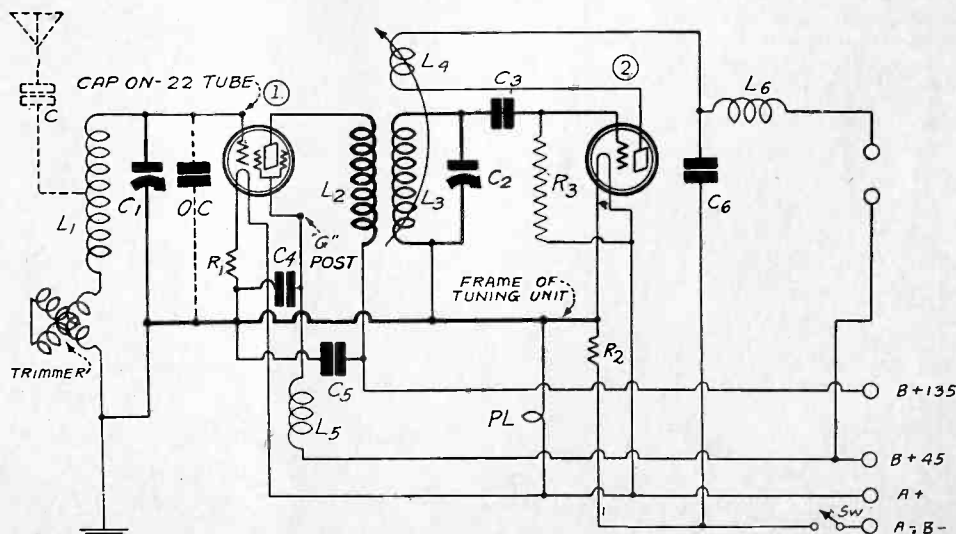 CAP ON-22 TUBE
1.
C
L1
C1
O C
R1
C4
"G"
POST
L2
L3
L4
C3
C2
R3
2
L6
C6
FRAME OF
TUNING UNIT
TRIMMER
C5
L5
R2
PL
B+135
B+45
A+
SW
A-,B-